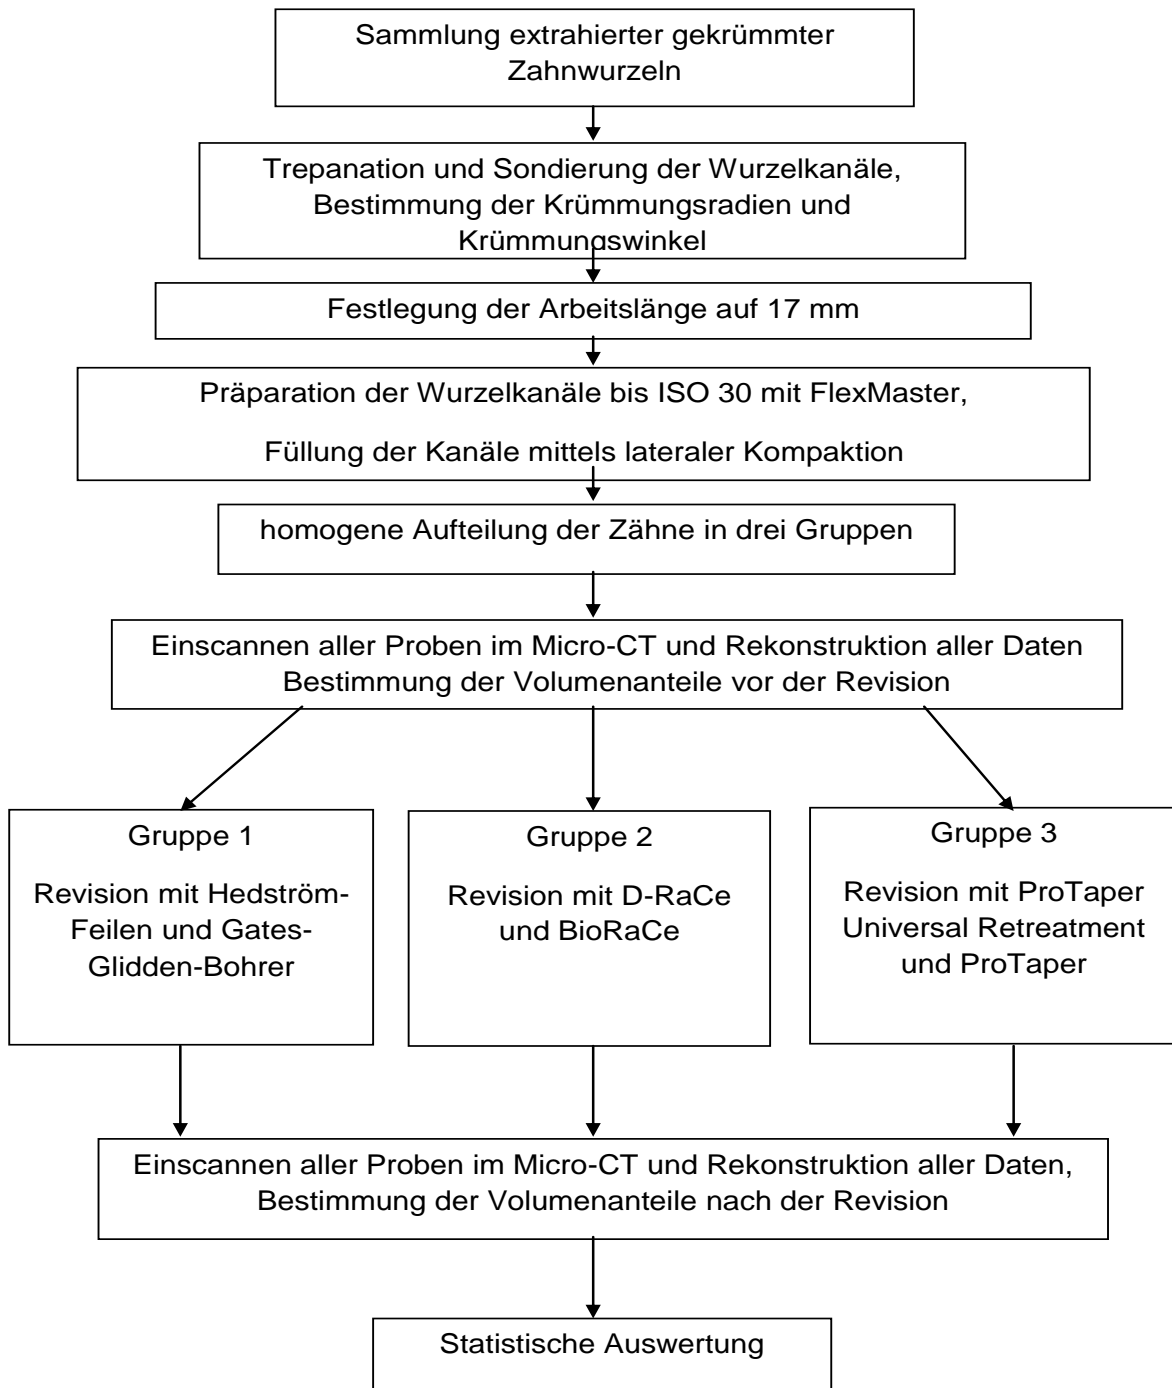 Sammlung extrahierter gekrümmter
Zahnwurzeln
Trepanation und Sondierung der Wurzelkanäle,
Bestimmung der Krümmungsradien und
Krümmungswinkel
Festlegung der Arbeitslänge auf 17 mm
Präparation der Wurzelkanäle bis ISO 30 mit FlexMaster,
Füllung der Kanäle mittels lateraler Kompaktion
homogene Aufteilung der Zähne in drei Gruppen
Einscannen aller Proben im Micro-CT und Rekonstruktion aller Daten
Bestimmung der Volumenanteile vor der Revision
Gruppe 1
Revision mit Hedström-
Feilen und Gates-
Glidden-Bohrer
Gruppe 2
Revision mit D-RaCe
und BioRaCe
Gruppe 3
Revision mit ProTaper
Universal Retreatment
und ProTaper
Einscannen aller Proben im Micro-CT und Rekonstruktion aller Daten,
Bestimmung der Volumenanteile nach der Revision
Statistische Auswertung